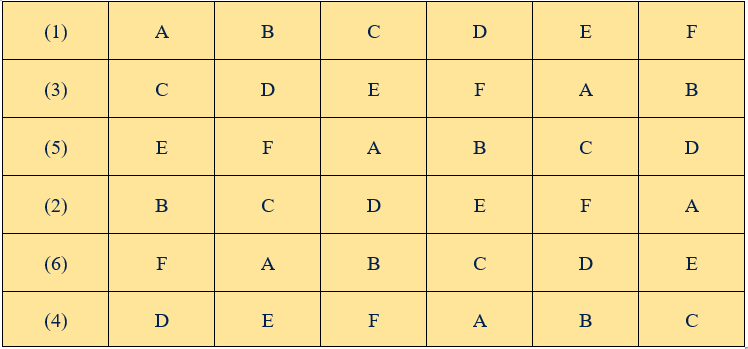 (1) A B C D E F
(3) C D E F A B
(5) E F A B C D
(2) B C D E F A
(6) F A B C D E
(4) D E F A B C